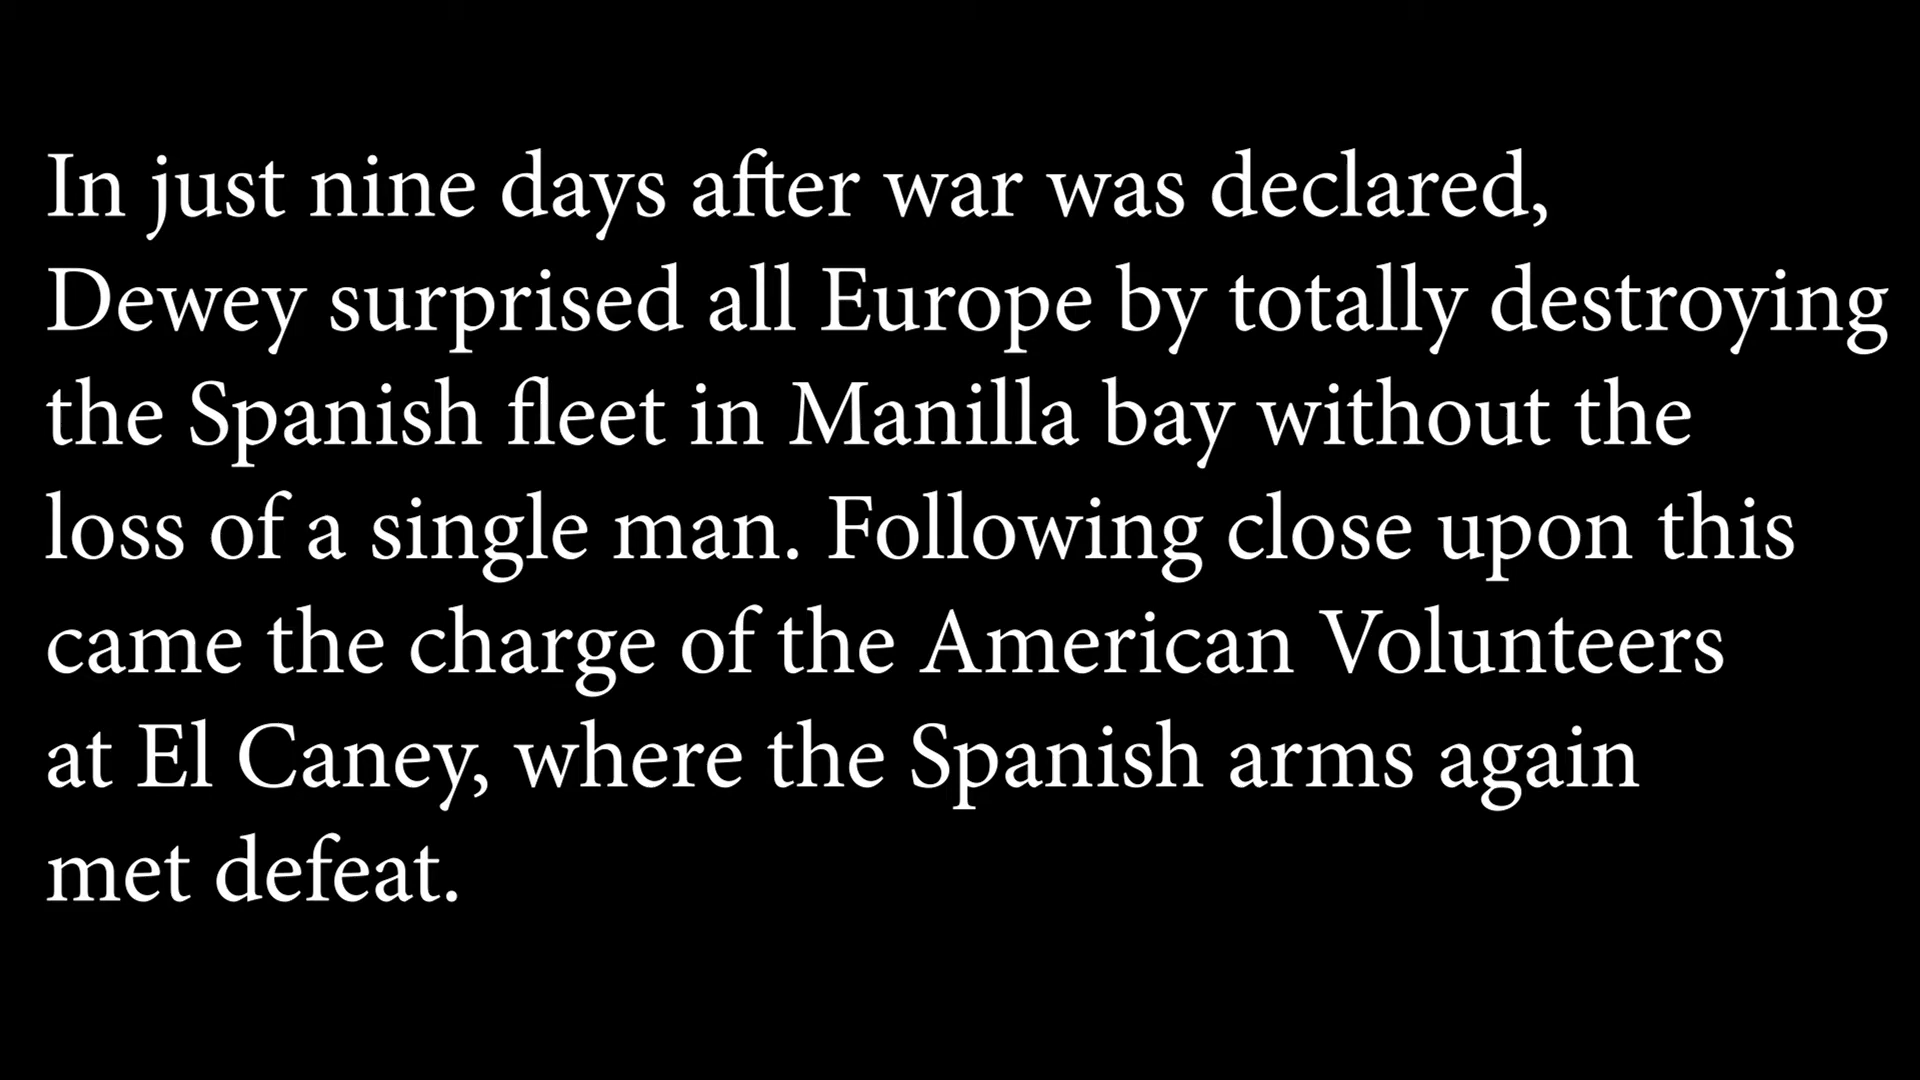 In just nine days after war was declared,
Dewey surprised all Europe by totally destroying
the Spanish fleet in Manilla bay without the
loss of a single man. Following close upon this
came the charge of the American Volunteers
at El Caney, where the Spanish arms again
met defeat.